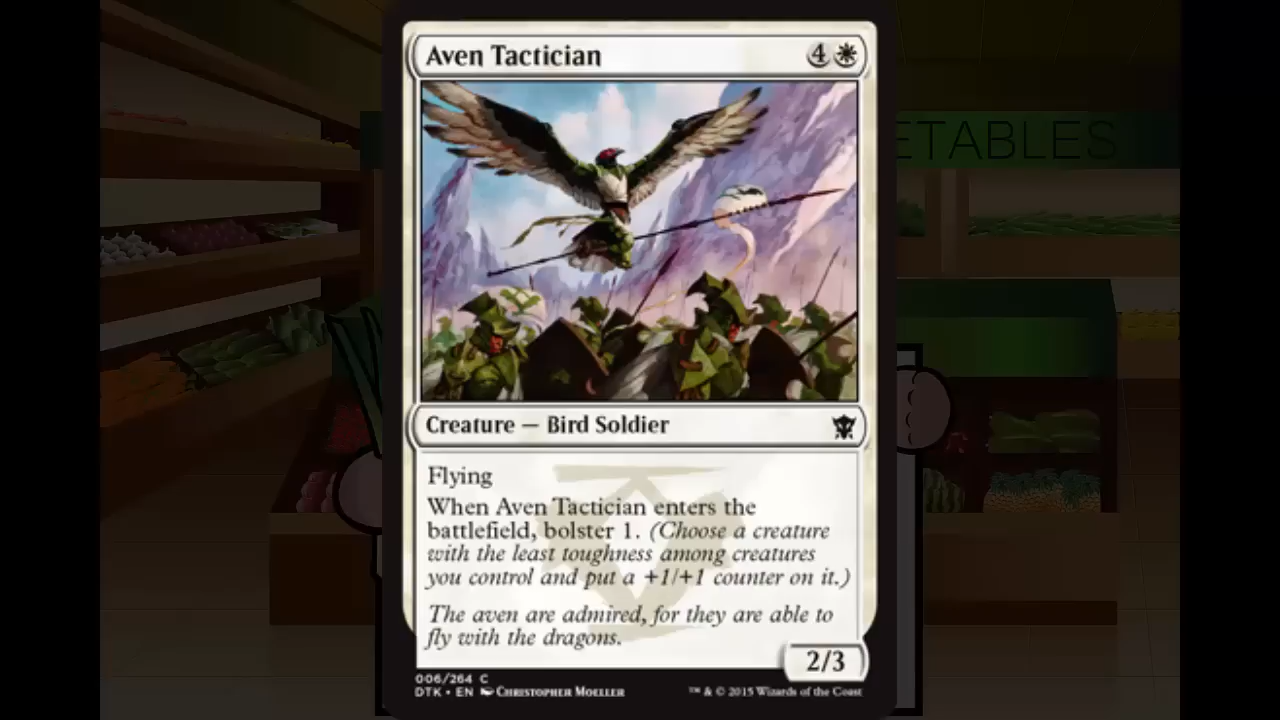 Aven Tactician 4
ETABLES
Creature — Bird Soldier
Flying
When Aven Tactician enters the
battlefield, bolster 1. (Choose a creature
with the least toughness among creatures
you control and put a +1/+1 counter on it.)
The aven are admired, for they are able to
fly with the dragons.
2/3
006/264 C
DTK • EN Christopher Moeller
™ & © 2015 Wizards of the Coast